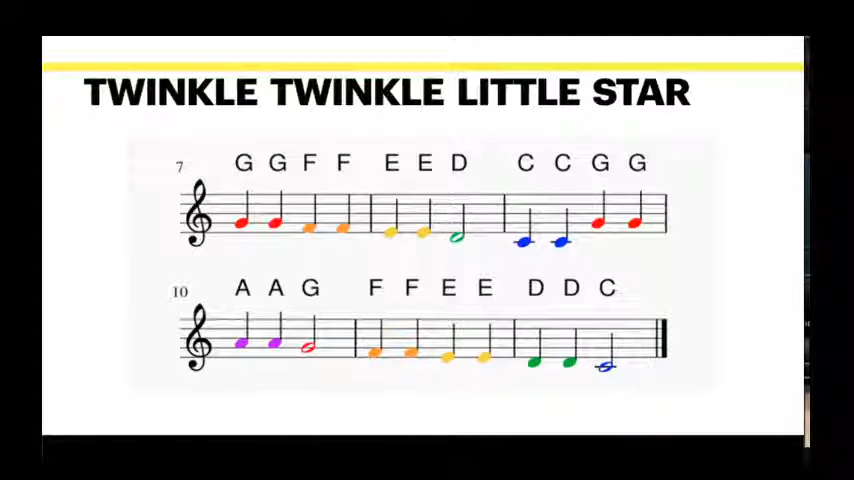 TWINKLE TWINKLE LITTLE STAR
7 G G F F E E D C C G G
10 A A G F F E E D D C